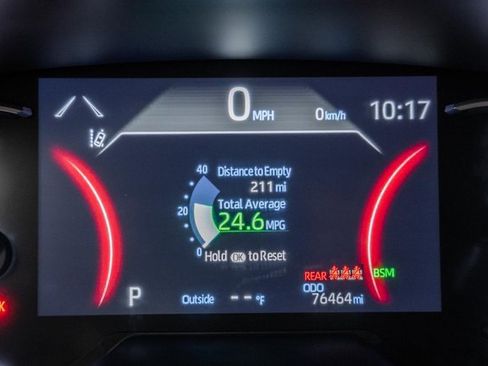 0 MPH 0 km/h 10:17
40
Distance to Empty
211 mi
Total Average
20
24.6 MPG
0
Hold OK to Reset
REAR BSM
ODO
P Outside -- °F 76464 mi
K